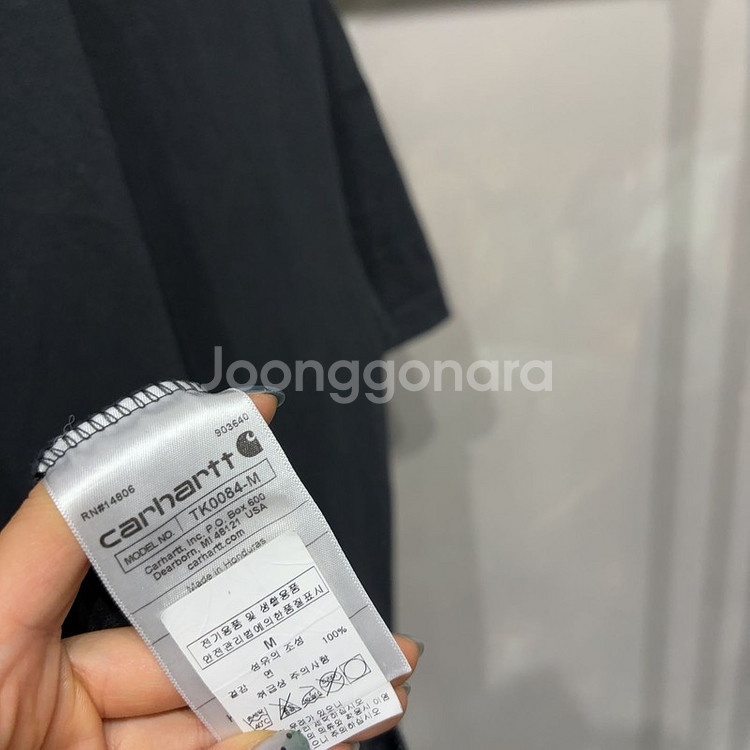 Joonggonara
903640
RN#14806
carhartt
MODEL NO. TK0084-M
Carhartt, Inc. P.O. Box 600
Dearborn, MI 48121 USA
carhartt.com
Made in Honduras
전기용품 및 생활용품
안전관리법에의한품질표시
M
섬유의 조성
면 100%
취급상 주의사항